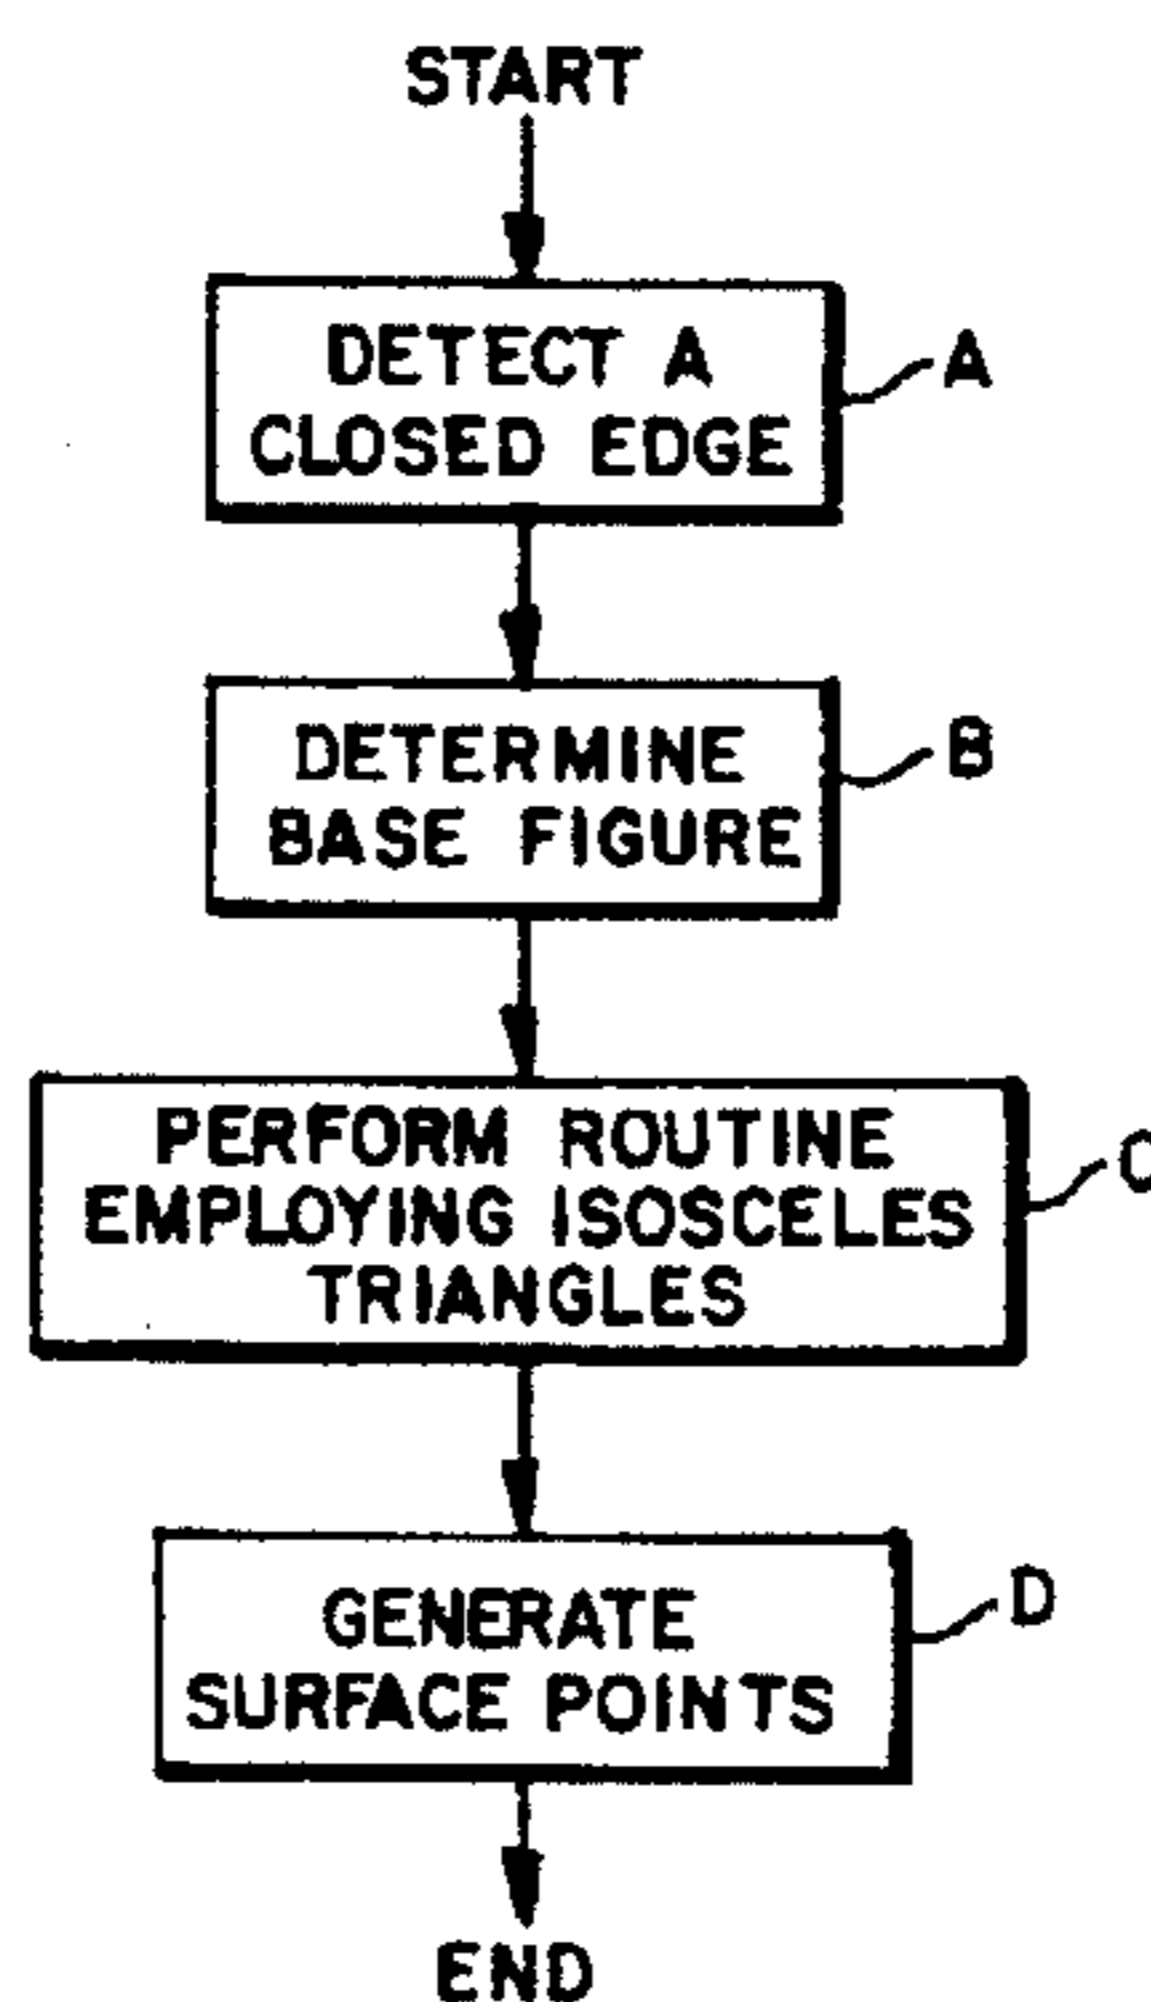 START
DETECT A
CLOSED EDGE
A
DETERMINE
BASE FIGURE
B
PERFORM ROUTINE
EMPLOYING ISOSCELES
TRIANGLES
C
GENERATE
SURFACE POINTS
D
END